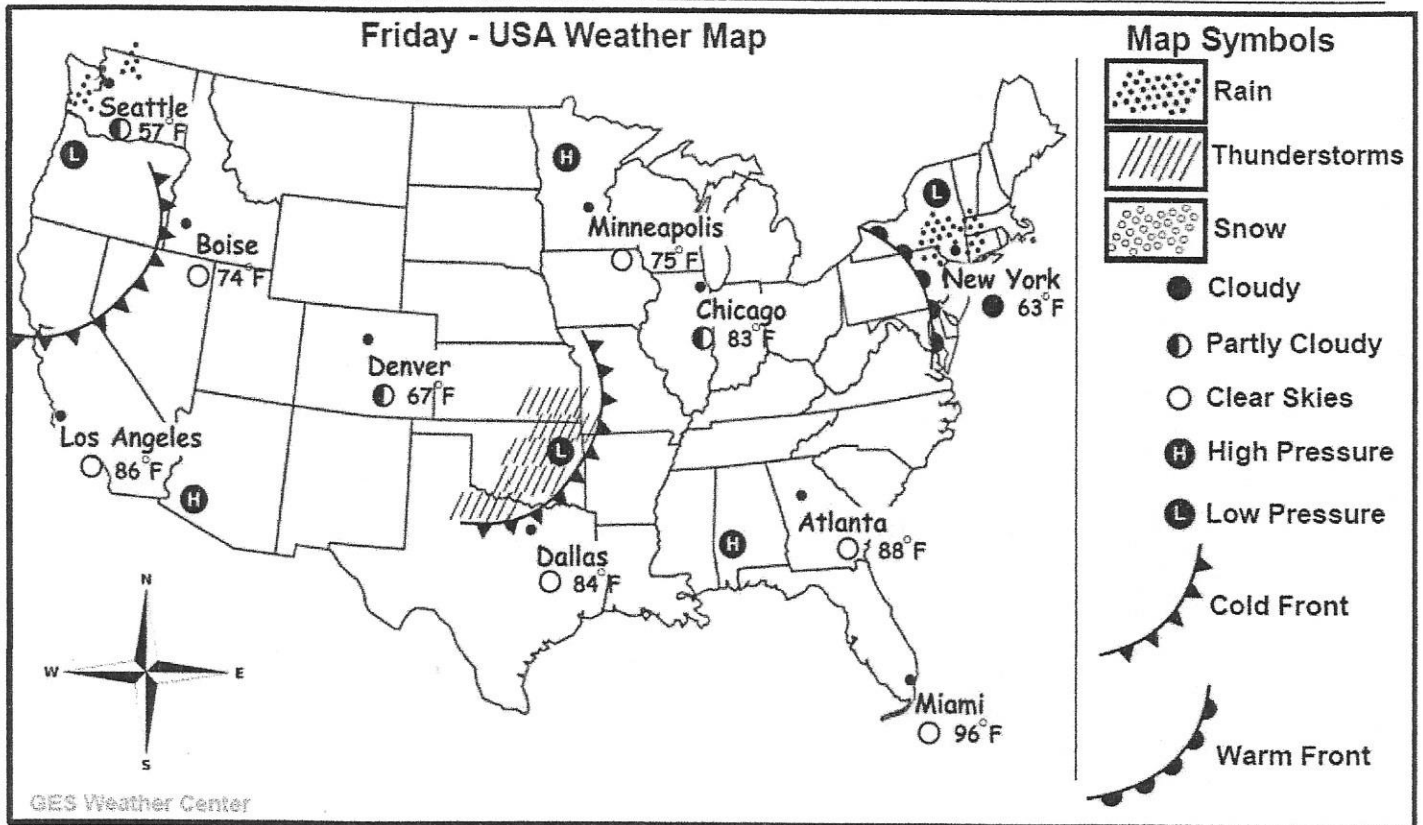 Friday - USA Weather Map
Seattle
57°F
L
Boise
74°F
H
Minneapolis
75°F
L
New York
63°F
Chicago
83°F
Denver
67°F
Los Angeles
86°F
H
L
Dallas
84°F
H
Atlanta
88°F
Miami
96°F
N
W E
S
GES Weather Center
Map Symbols
Rain
Thunderstorms
Snow
Cloudy
Partly Cloudy
Clear Skies
H High Pressure
L Low Pressure
Cold Front
Warm Front